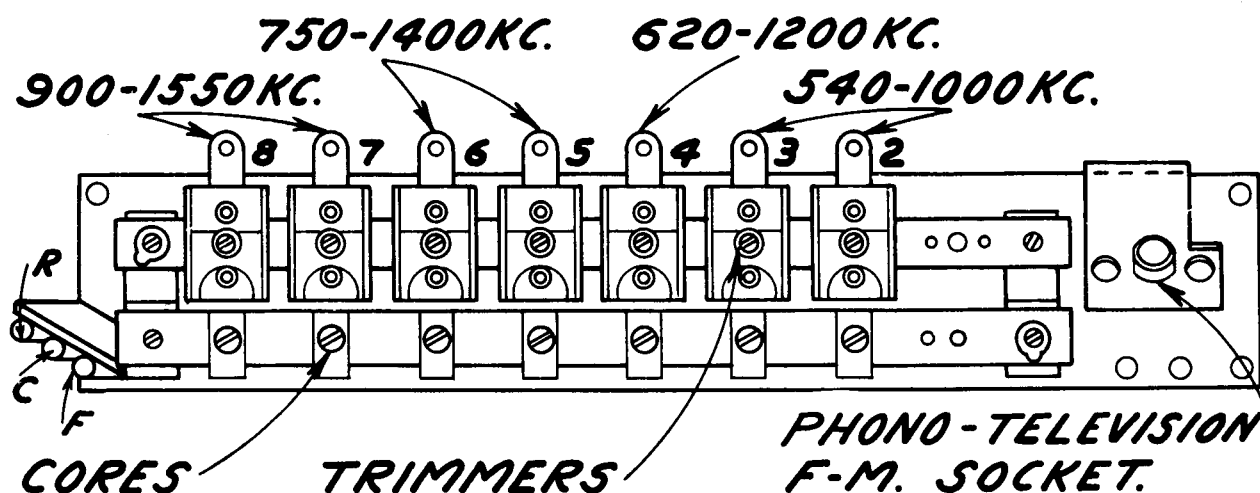 750-1400KC. 620-1200KC.
900-1550KC. 540-1000KC.
8 7 6 5 4 3 2
R
C
F
PHONO-TELEVISION
CORES TRIMMERS F-M. SOCKET.